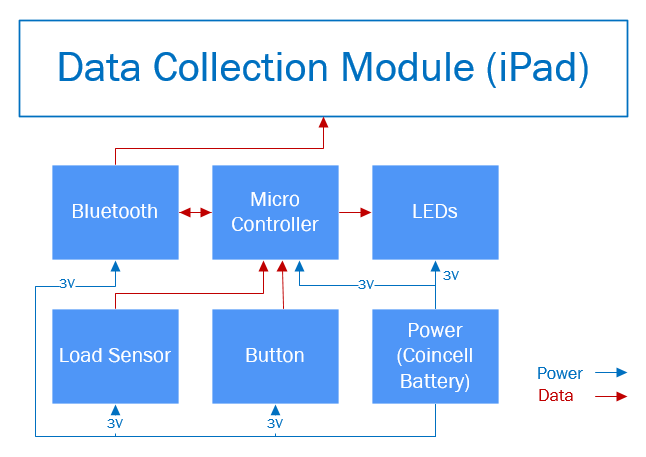 Data Collection Module (iPad)
Bluetooth
Micro
Controller
LEDs
3V
3V
3V
Load Sensor
Button
Power
(Coincell
Battery)
Power
Data
3V
3V